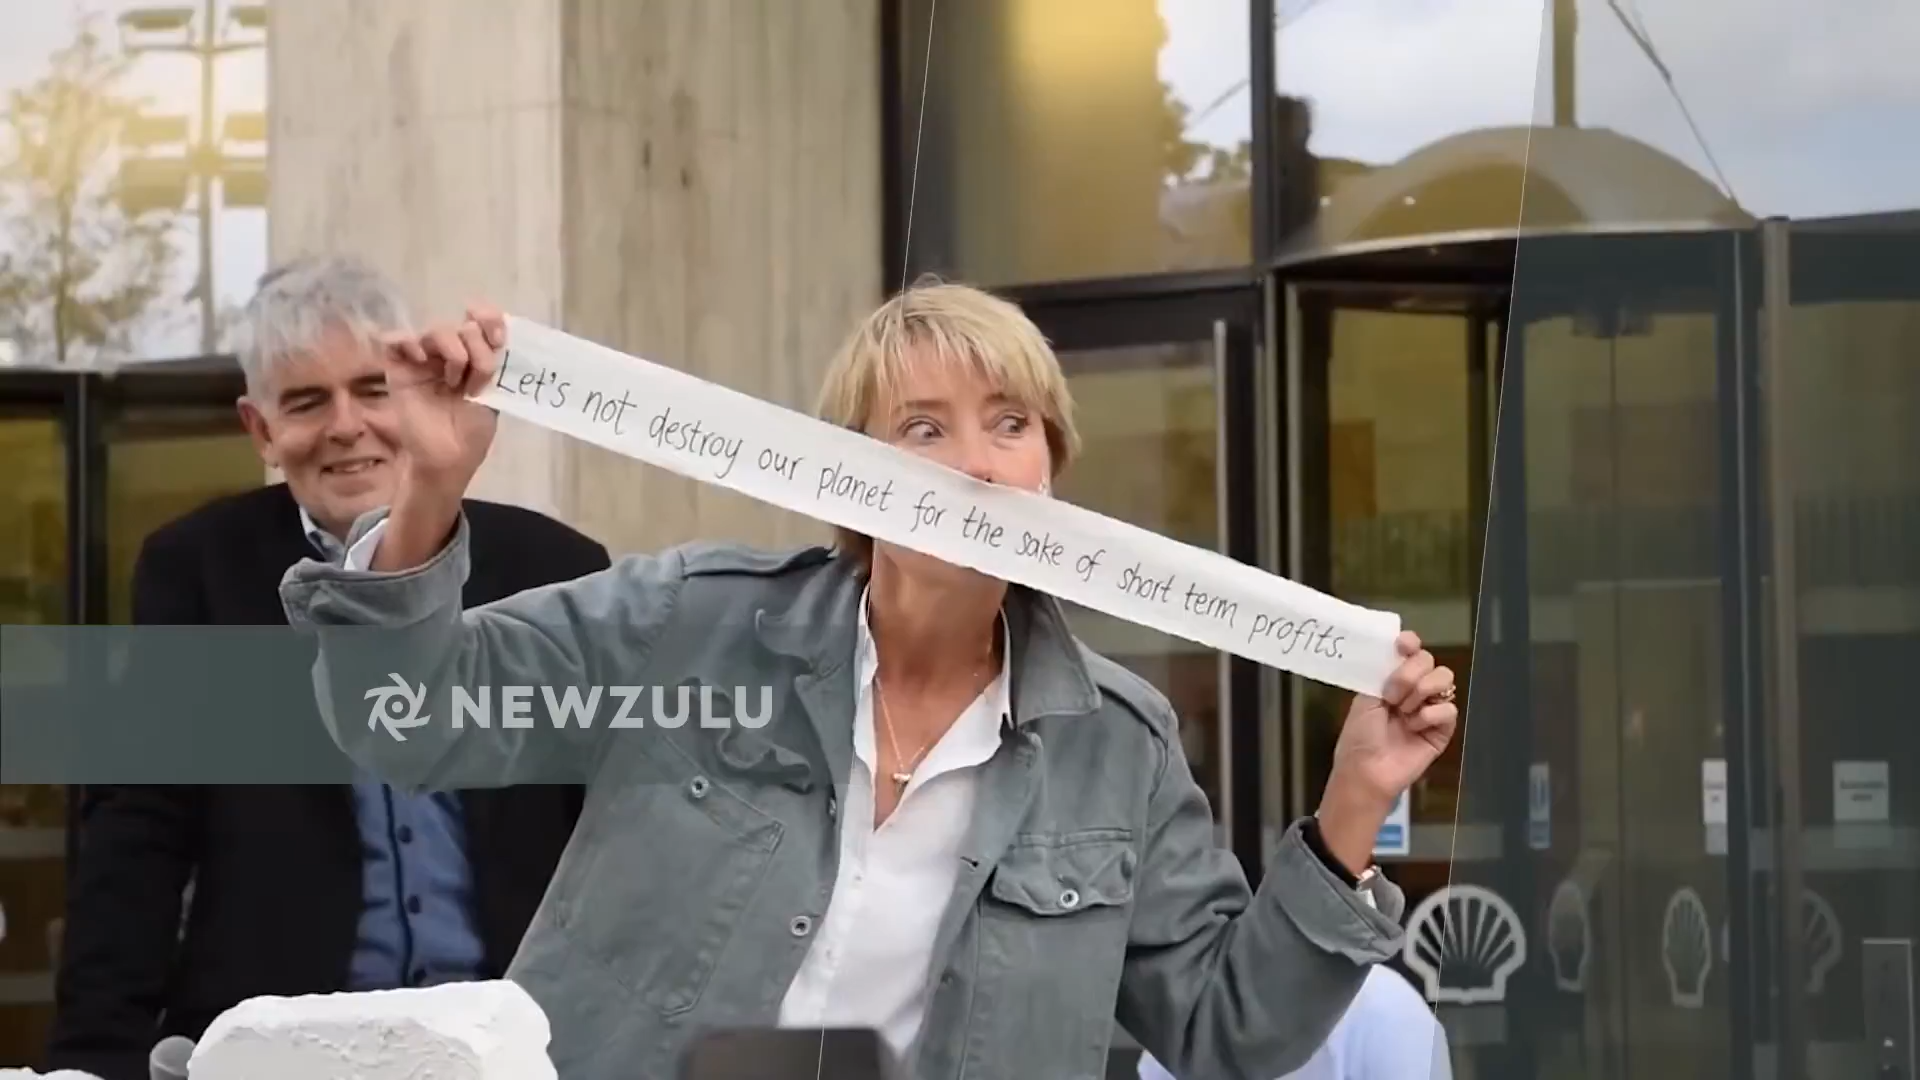 Let's not destroy our planet for the sake of short term profits.
NEWZULU